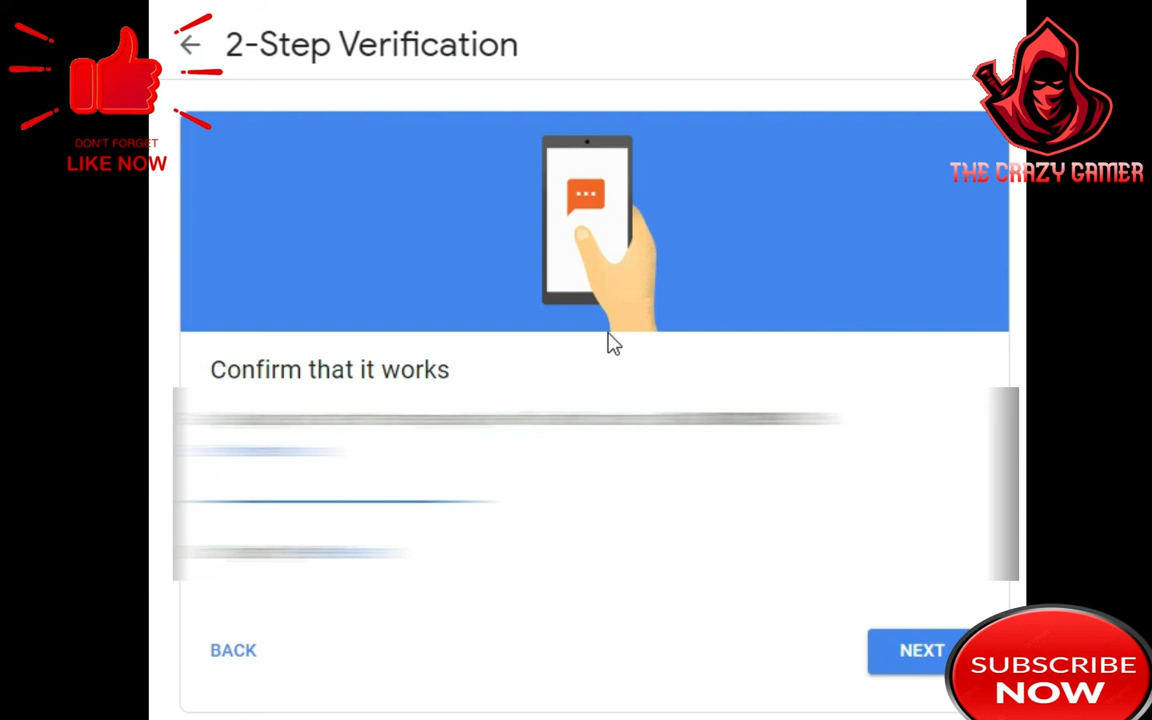 2-Step Verification
DON'T FORGET
LIKE NOW
THE CRAZY GAMER
Confirm that it works
BACK
NEXT
SUBSCRIBE
NOW